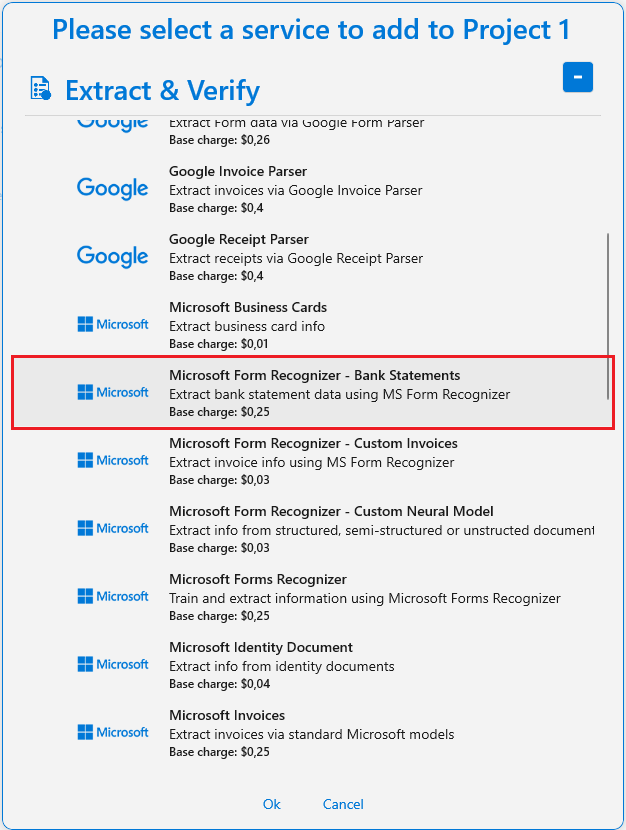 Please select a service to add to Project 1
Extract & Verify
-
Google
Extract Form data via Google Form Parser
Base charge: $0,26
Google Invoice Parser
Google
Extract invoices via Google Invoice Parser
Base charge: $0,4
Google Receipt Parser
Google
Extract receipts via Google Receipt Parser
Base charge: $0,4
Microsoft Business Cards
Microsoft
Extract business card info
Base charge: $0,01
Microsoft Form Recognizer - Bank Statements
Microsoft
Extract bank statement data using MS Form Recognizer
Base charge: $0,25
Microsoft Form Recognizer - Custom Invoices
Microsoft
Extract invoice info using MS Form Recognizer
Base charge: $0,03
Microsoft Form Recognizer - Custom Neural Model
Microsoft
Extract info from structured, semi-structured or unstructed document
Base charge: $0,03
Microsoft Forms Recognizer
Microsoft
Train and extract information using Microsoft Forms Recognizer
Base charge: $0,25
Microsoft Identity Document
Microsoft
Extract info from identity documents
Base charge: $0,04
Microsoft Invoices
Microsoft
Extract invoices via standard Microsoft models
Base charge: $0,25
Ok
Cancel